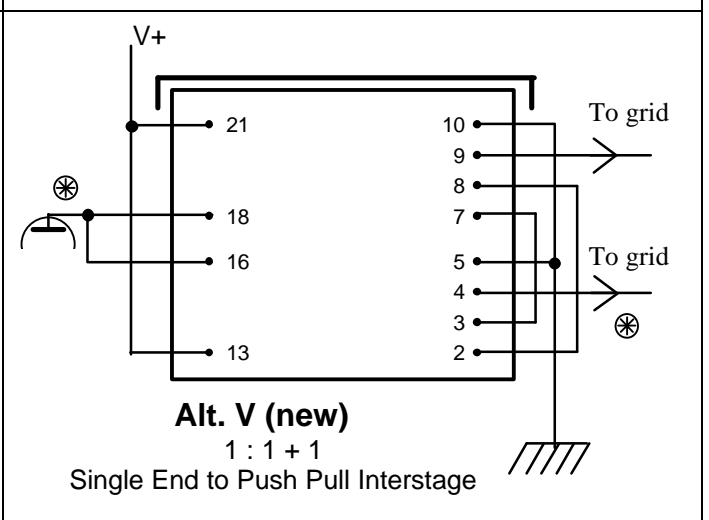 V+
21 10 To grid
9
8
18 7
16 5 To grid
4
3
13 2
Alt. V (new)
1 : 1 + 1
Single End to Push Pull Interstage